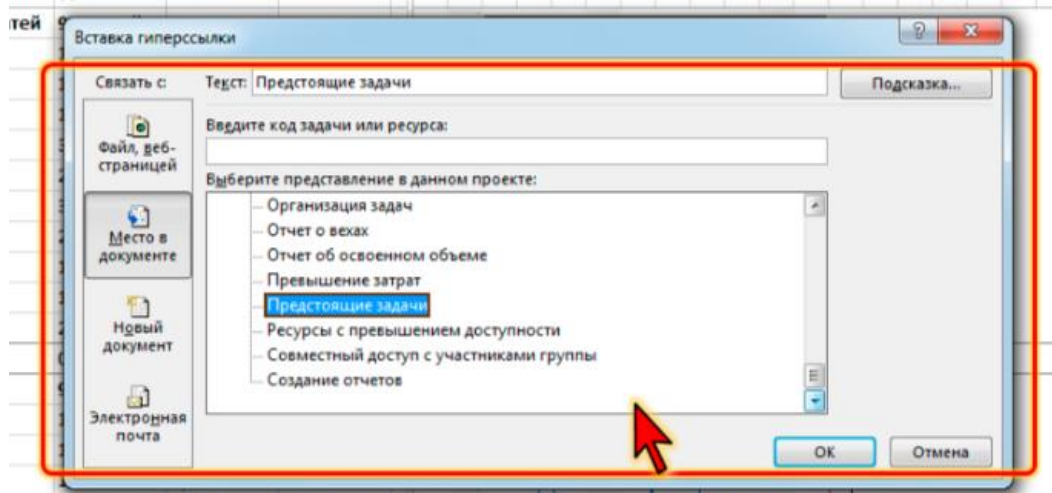 тей
Вставка гиперссылки
Связать с:
Текст: Предстоящие задачи
Подсказка...
Файл, веб-
страницей
Место в
документе
Новый
документ
Электронная
почта
Введите код задачи или ресурса:
Выберите представление в данном проекте:
Организация задач
Отчет о вехах
Отчет об освоенном объеме
Превышение затрат
Предстоящие задачи
Ресурсы с превышением доступности
Совместный доступ с участниками группы
Создание отчетов
ОК
Отмена